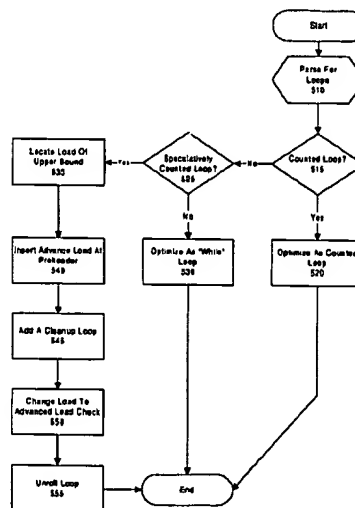 Start
Parse For
Loops
510
Counted Loop?
515
Yes
Optimize As Counted
Loop
520
No
Speculatively
Counted Loop?
525
No
Optimize As "While"
Loop
530
Yes
Locate Load Of
Upper Bound
535
Insert Advance Load At
Preheader
540
Add A Cleanup Loop
545
Change Load To
Advanced Load Check
550
Unroll Loop
555
End